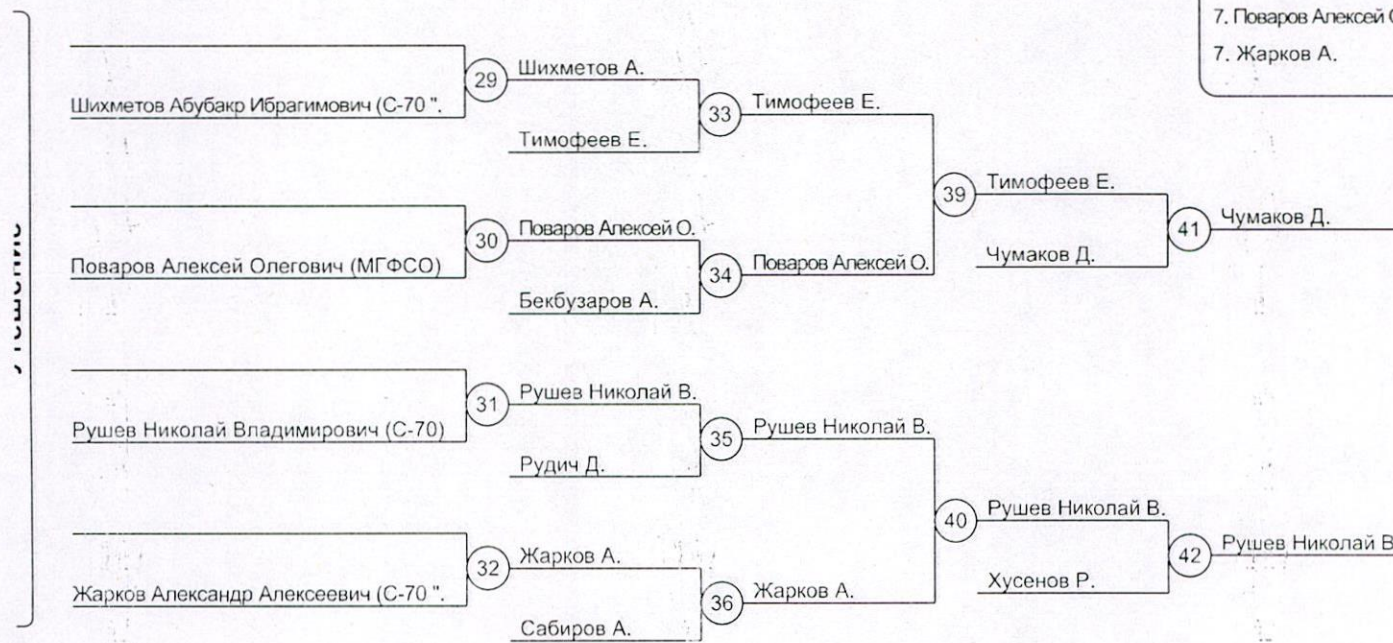 7. Поваров Алексей
7. Жарков А.
29
Шихметов А.
Шихметов Абубакр Ибрагимович (С-70 ".
33
Тимофеев Е.
Тимофеев Е.
39
Тимофеев Е.
30
Поваров Алексей О.
Поваров Алексей Олегович (МГФСО)
34
Поваров Алексей О.
Бекбузаров А.
Чумаков Д.
41
Чумаков Д.
31
Рушев Николай В.
Рушев Николай Владимирович (С-70)
35
Рушев Николай В.
Рудич Д.
40
Рушев Николай В.
32
Жарков А.
Жарков Александр Алексеевич (С-70 ".
36
Жарков А.
Сабиров А.
Хусенов Р.
42
Рушев Николай В